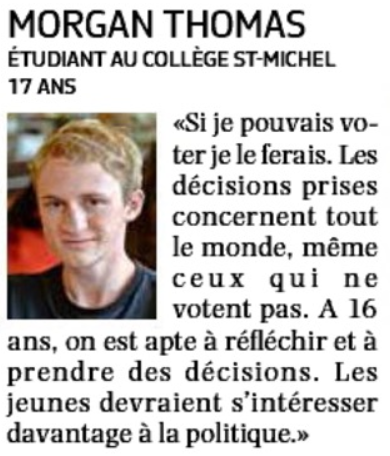 MORGAN THOMAS
ÉTUDIANT AU COLLÈGE ST-MICHEL
17 ANS
«Si je pouvais vo-
ter je le ferais. Les
décisions prises
concernent tout
le monde, même
ceux qui ne
votent pas. A 16
ans, on est apte à réfléchir et à
prendre des décisions. Les
jeunes devraient s’intéresser
davantage à la politique.»